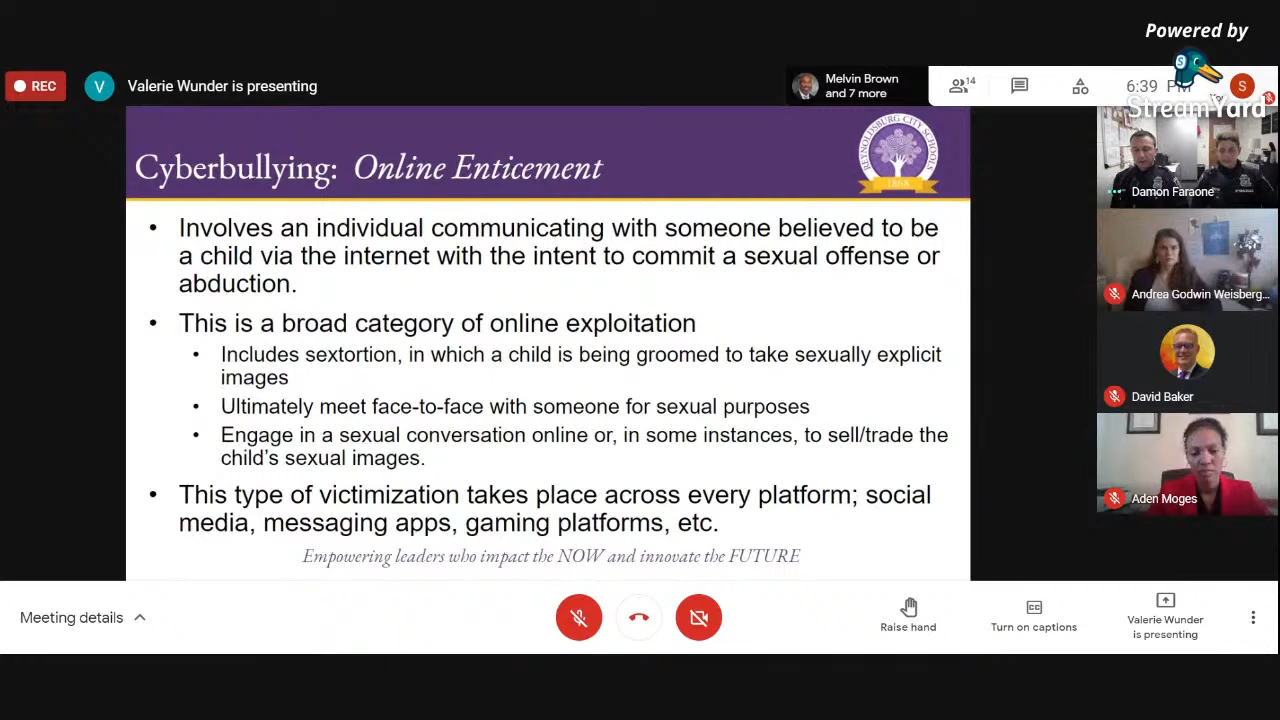 Powered by
REC
V
Valerie Wunder is presenting
Melvin Brown
and 7 more
14
6:39 PM
S
StreamYard
Cyberbullying: Online Enticement
REYNOLDSBURG CITY SCHOOLS
1868
• Involves an individual communicating with someone believed to be
a child via the internet with the intent to commit a sexual offense or
abduction.
• This is a broad category of online exploitation
• Includes sextortion, in which a child is being groomed to take sexually explicit
images
• Ultimately meet face-to-face with someone for sexual purposes
• Engage in a sexual conversation online or, in some instances, to sell/trade the
child's sexual images.
• This type of victimization takes place across every platform; social
media, messaging apps, gaming platforms, etc.
Empowering leaders who impact the NOW and innovate the FUTURE
Damon Faraone
Andrea Godwin Weisberg...
David Baker
Aden Moges
Meeting details
Raise hand
Turn on captions
Valerie Wunder
is presenting